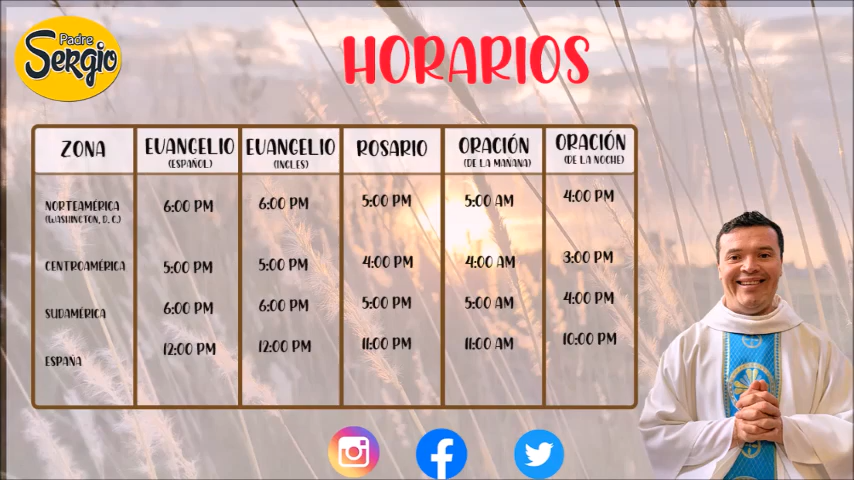 Padre
Sergio
HORARIOS
ZONA EVANGELIO EVANGELIO ROSARIO ORACIÓN ORACIÓN
(ESPAÑOL) (INGLES) (DE LA MAÑANA) (DE LA NOCHE)
NORTEAMÉRICA 6:00 PM 6:00 PM 5:00 PM 5:00 AM 4:00 PM
(WASHINGTON, D. C.)
CENTROAMÉRICA 5:00 PM 5:00 PM 4:00 PM 4:00 AM 3:00 PM
SUDAMÉRICA 6:00 PM 6:00 PM 5:00 PM 5:00 AM 4:00 PM
ESPAÑA 12:00 PM 12:00 PM 11:00 PM 11:00 AM 10:00 PM